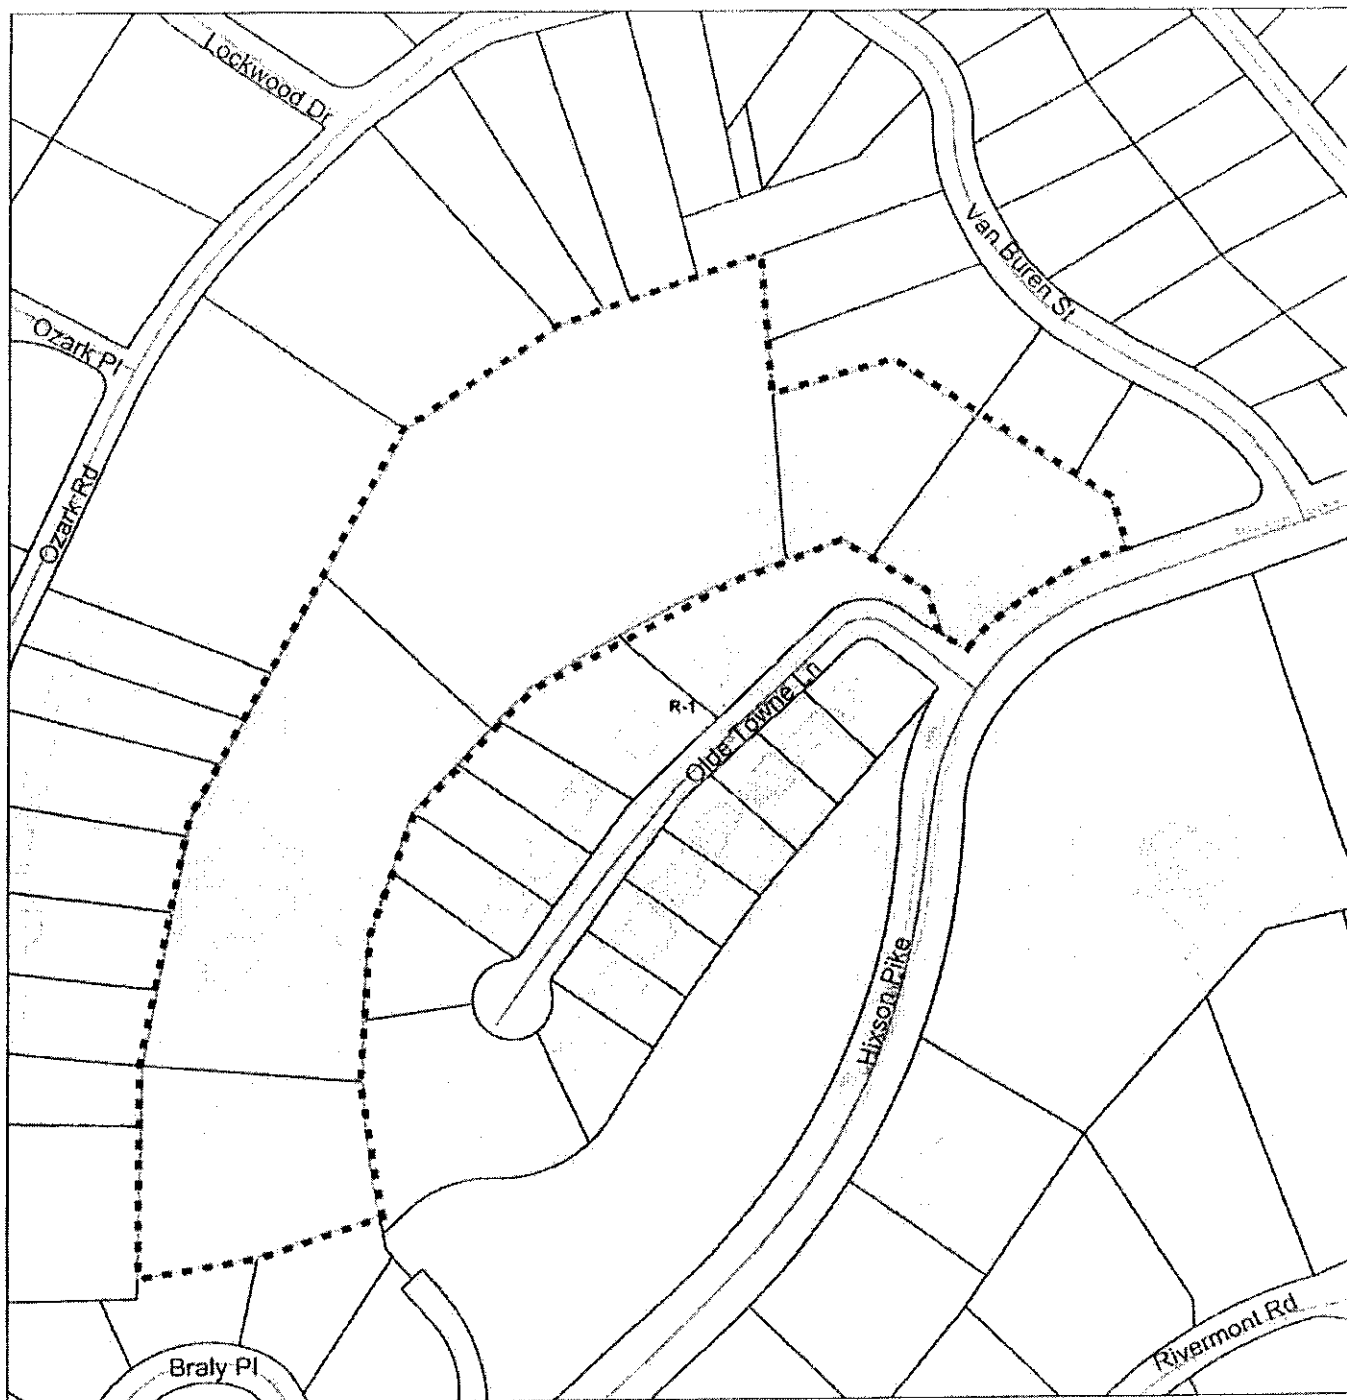 Lockwood Dr
Van Buren St
Ozark Pl
Ozark Rd
R-1
Olde Towne Ln
Hixson Pike
Rivermont Rd
Braly Pl